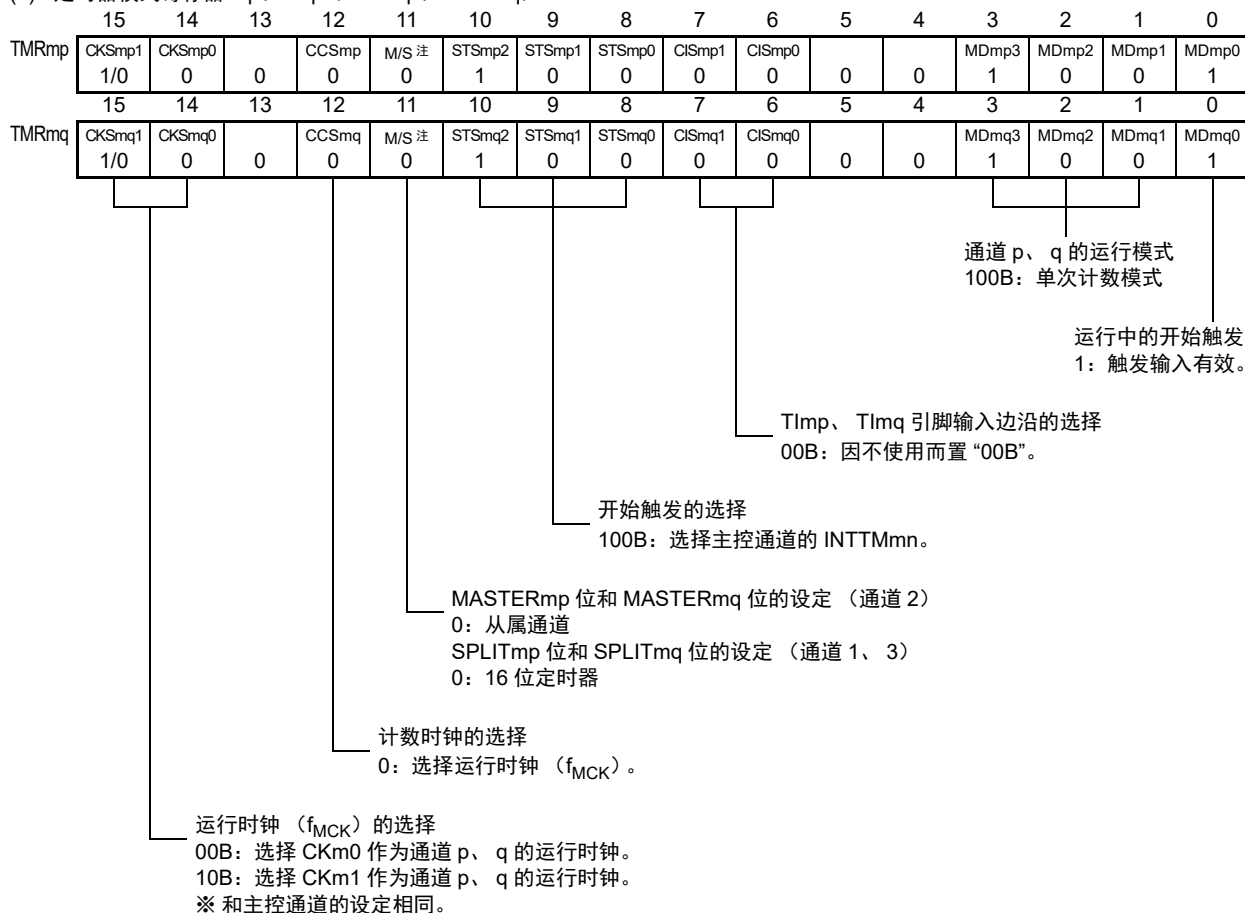 15 14 13 12 11 10 9 8 7 6 5 4 3 2 1 0
TMRmp CKSmp1 CKSmp0 CCSmp M/S 注 STSmp2 STSmp1 STSmp0 CISmp1 CISmp0 MDmp3 MDmp2 MDmp1 MDmp0
1/0 0 0 0 0 1 0 0 0 0 0 0 1 0 0 1
15 14 13 12 11 10 9 8 7 6 5 4 3 2 1 0
TMRmq CKSmq1 CKSmq0 CCSmq M/S 注 STSmq2 STSmq1 STSmq0 CISmq1 CISmq0 MDmq3 MDmq2 MDmq1 MDmq0
1/0 0 0 0 0 1 0 0 0 0 0 0 1 0 0 1
通道 p、 q 的运行模式
100B：单次计数模式
运行中的开始触发
1：触发输入有效。
TImp、 TImq 引脚输入边沿的选择
00B：因不使用而置 “00B”。
开始触发的选择
100B：选择主控通道的 INTTMmn。
MASTERmp 位和 MASTERmq 位的设定 （通道 2）
0：从属通道
SPLITmp 位和 SPLITmq 位的设定 （通道 1、 3）
0：16 位定时器
计数时钟的选择
0：选择运行时钟 （fMCK）。
运行时钟 （fMCK）的选择
00B：选择 CKm0 作为通道 p、 q 的运行时钟。
10B：选择 CKm1 作为通道 p、 q 的运行时钟。
※ 和主控通道的设定相同。